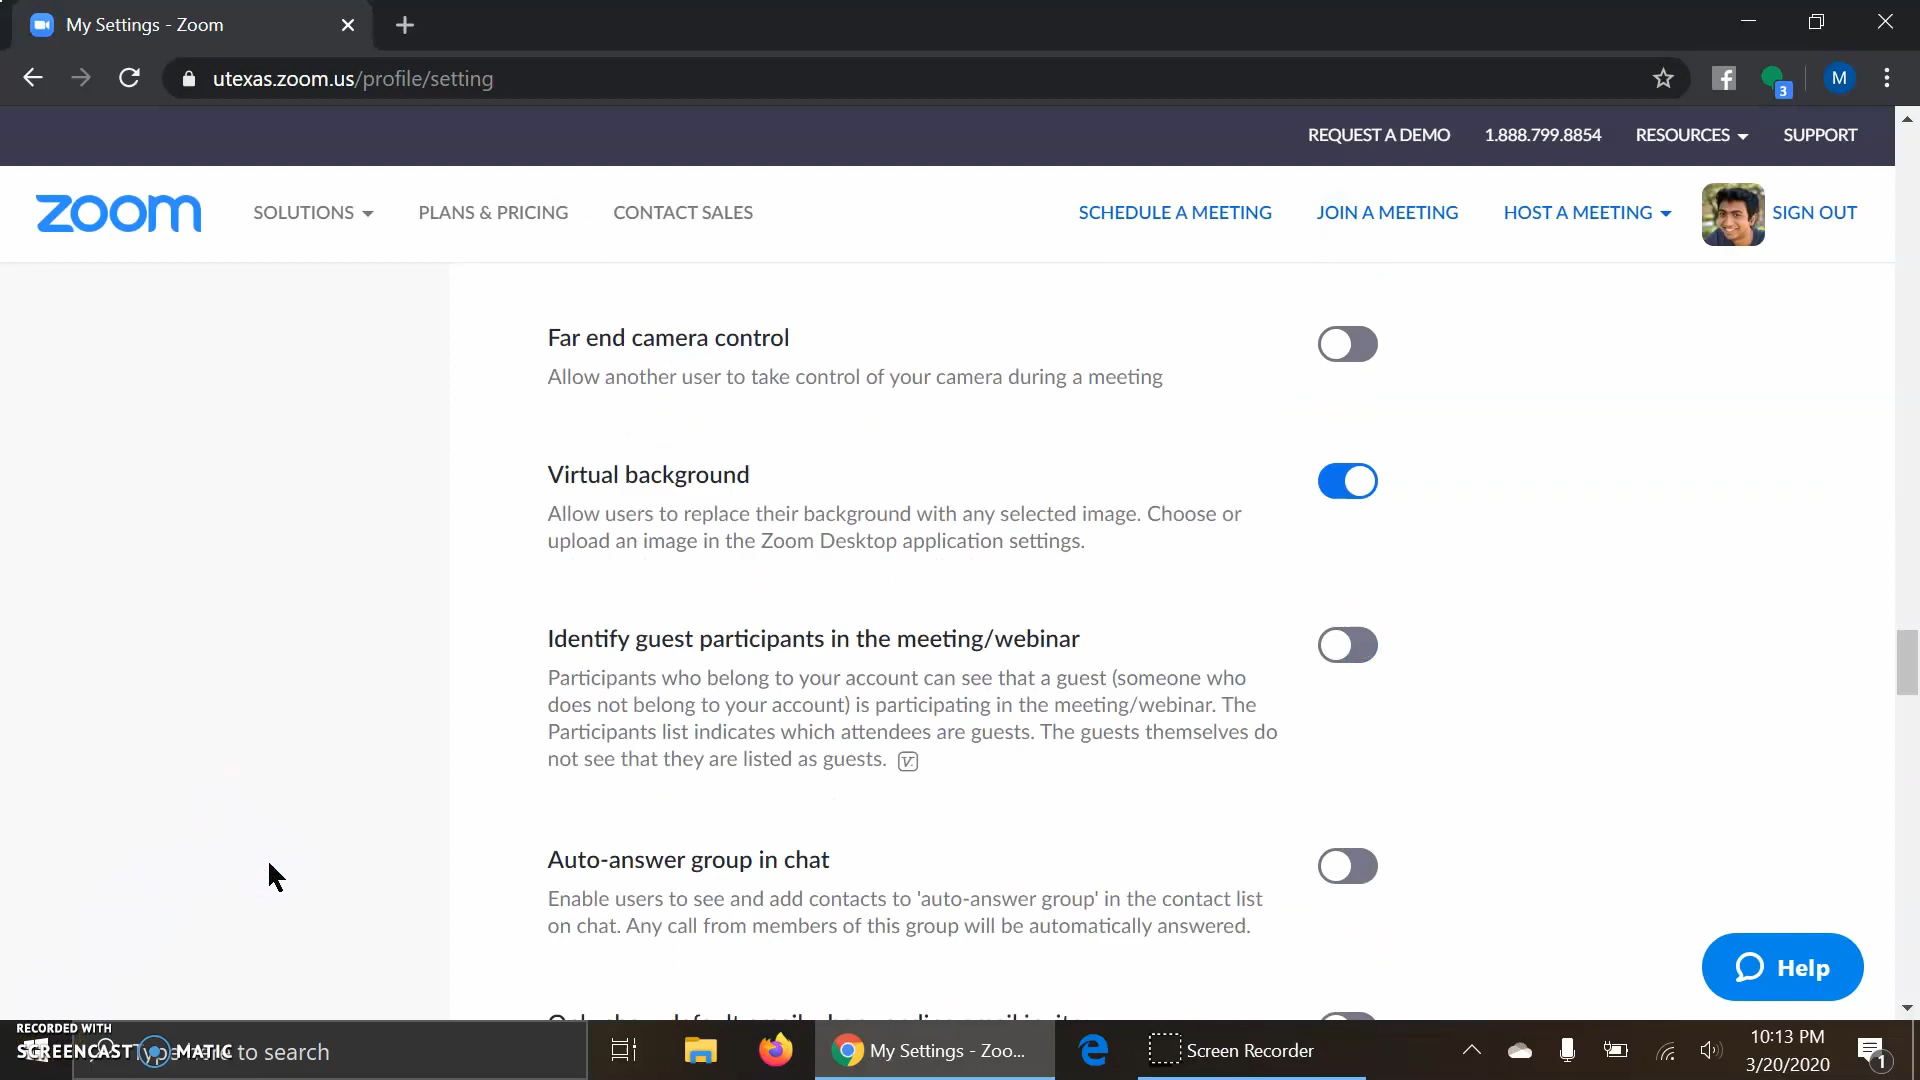 My Settings - Zoom
utexas.zoom.us/profile/setting
M
3
REQUEST A DEMO 1.888.799.8854 RESOURCES SUPPORT
zoom SOLUTIONS PLANS & PRICING CONTACT SALES SCHEDULE A MEETING JOIN A MEETING HOST A MEETING SIGN OUT
Far end camera control
Allow another user to take control of your camera during a meeting
Virtual background
Allow users to replace their background with any selected image. Choose or
upload an image in the Zoom Desktop application settings.
Identify guest participants in the meeting/webinar
Participants who belong to your account can see that a guest (someone who
does not belong to your account) is participating in the meeting/webinar. The
Participants list indicates which attendees are guests. The guests themselves do
not see that they are listed as guests.
Auto-answer group in chat
Enable users to see and add contacts to 'auto-answer group' in the contact list
on chat. Any call from members of this group will be automatically answered.
Help
RECORDED WITH
SCREENCAST MATIC
to search
My Settings - Zoo...
Screen Recorder
10:13 PM
3/20/2020
1